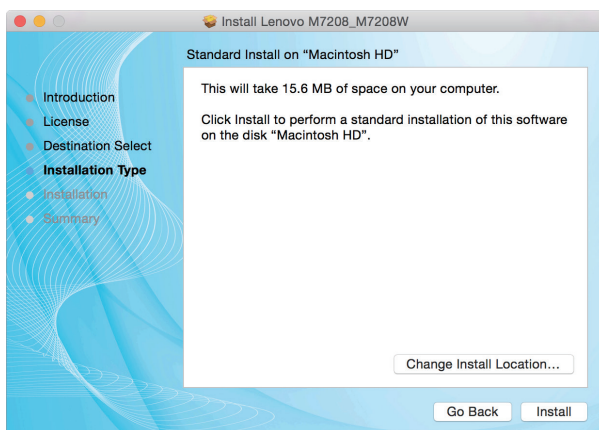 Install Lenovo M7208_M7208W
Standard Install on “Macintosh HD”
Introduction
License
Destination Select
Installation Type
Installation
Summary
This will take 15.6 MB of space on your computer.
Click Install to perform a standard installation of this software
on the disk “Macintosh HD”.
Change Install Location...
Go Back
Install